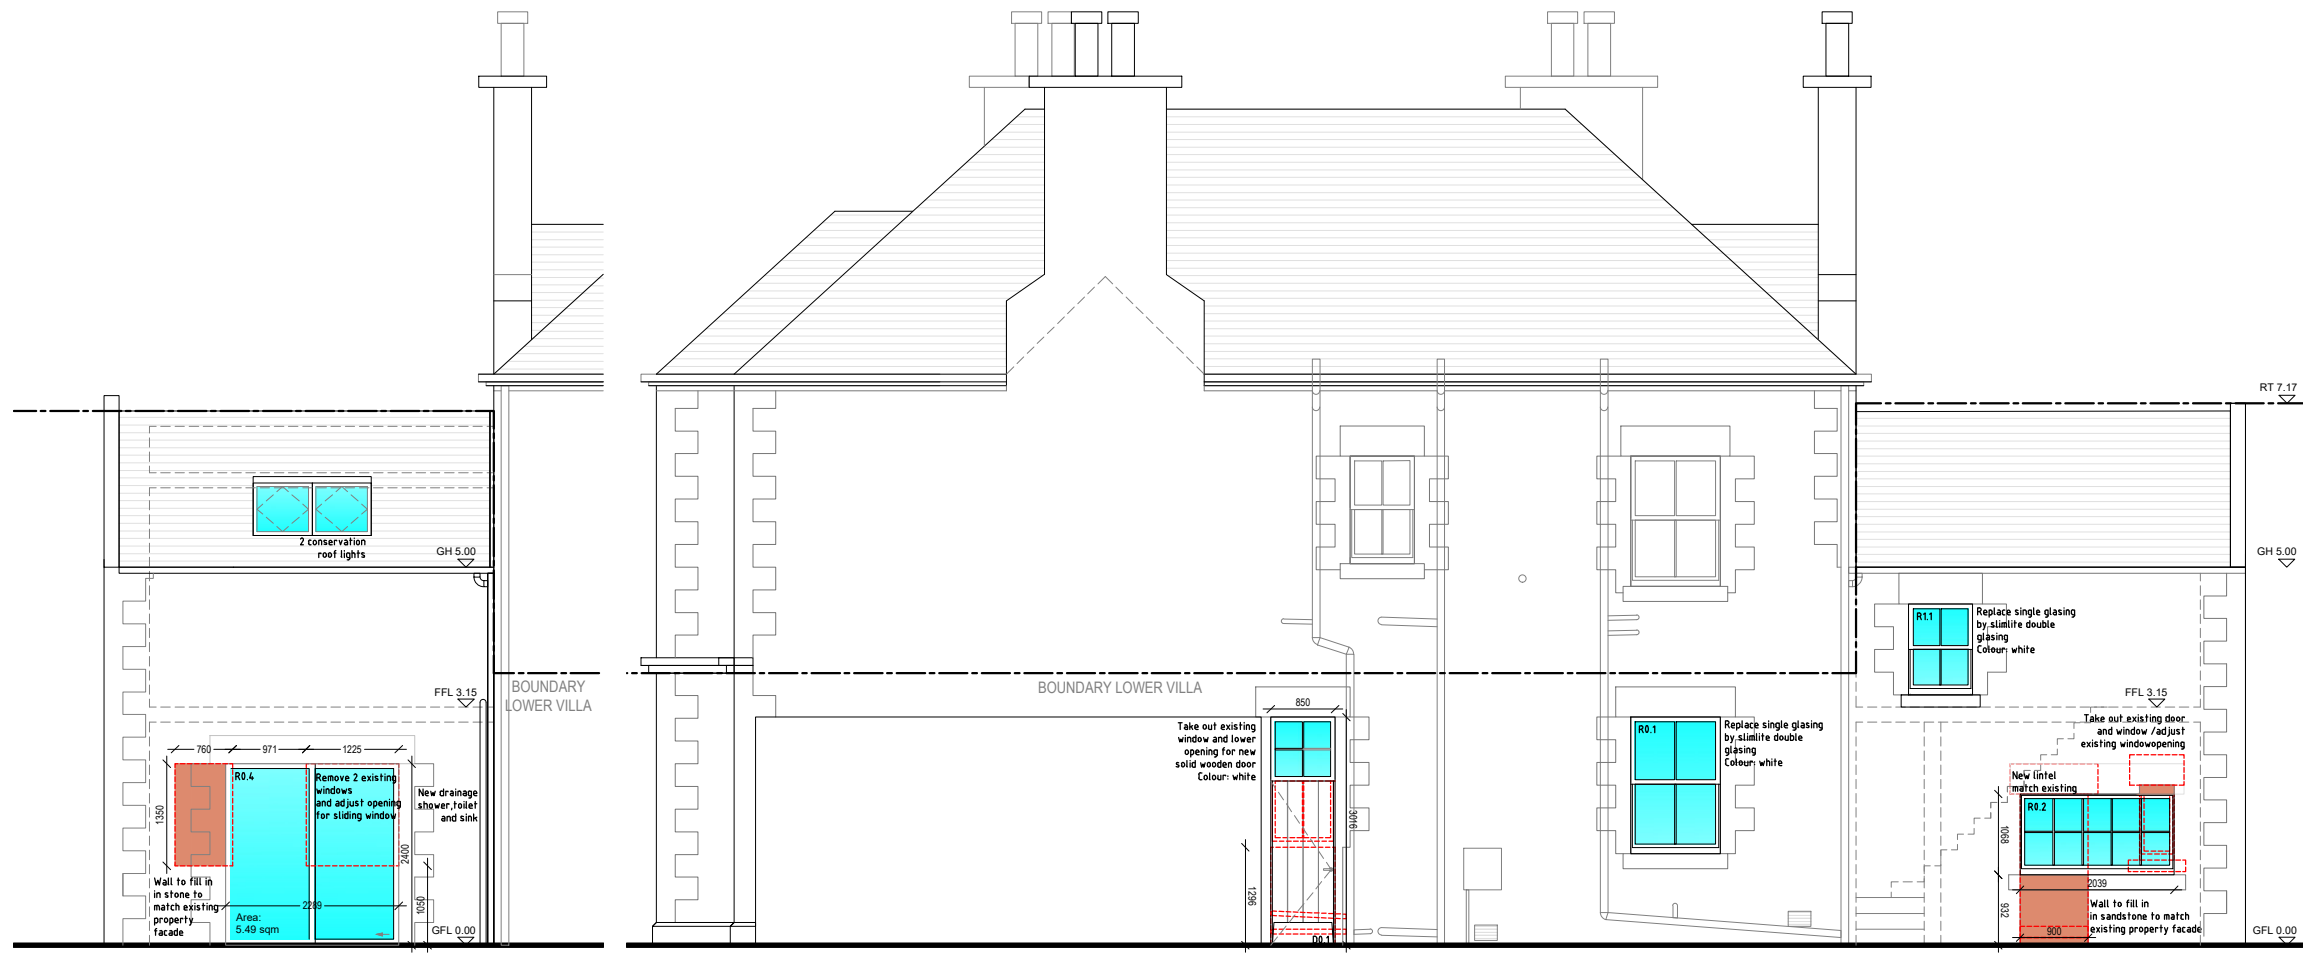 RT 7.17
2 conservation
roof lights
GH 5.00
GH 5.00
R1.1
Replace single glasing
by slimlite double
glasing
Colour: white
FFL 3.15
BOUNDARY
LOWER VILLA
BOUNDARY LOWER VILLA
FFL 3.15
850
Take out existing
window and lower
opening for new
solid wooden door
Colour: white
R0.1
Replace single glasing
by slimlite double
glasing
Colour: white
Take out existing door
and window /adjust
existing windowopening
760
971
1225
R0.4
Remove 2 existing
windows
and adjust opening
for sliding window
New drainage
shower,toilet
and sink
1350
2400
1050
3016
1296
New lintel
match existing
R0.2
1068
2039
932
Wall to fill in
in stone to
match existing
property
facade
2289
Area:
5.49 sqm
Wall to fill in
in sandstone to match
existing property facade
900
GFL 0.00
D0.1
GFL 0.00